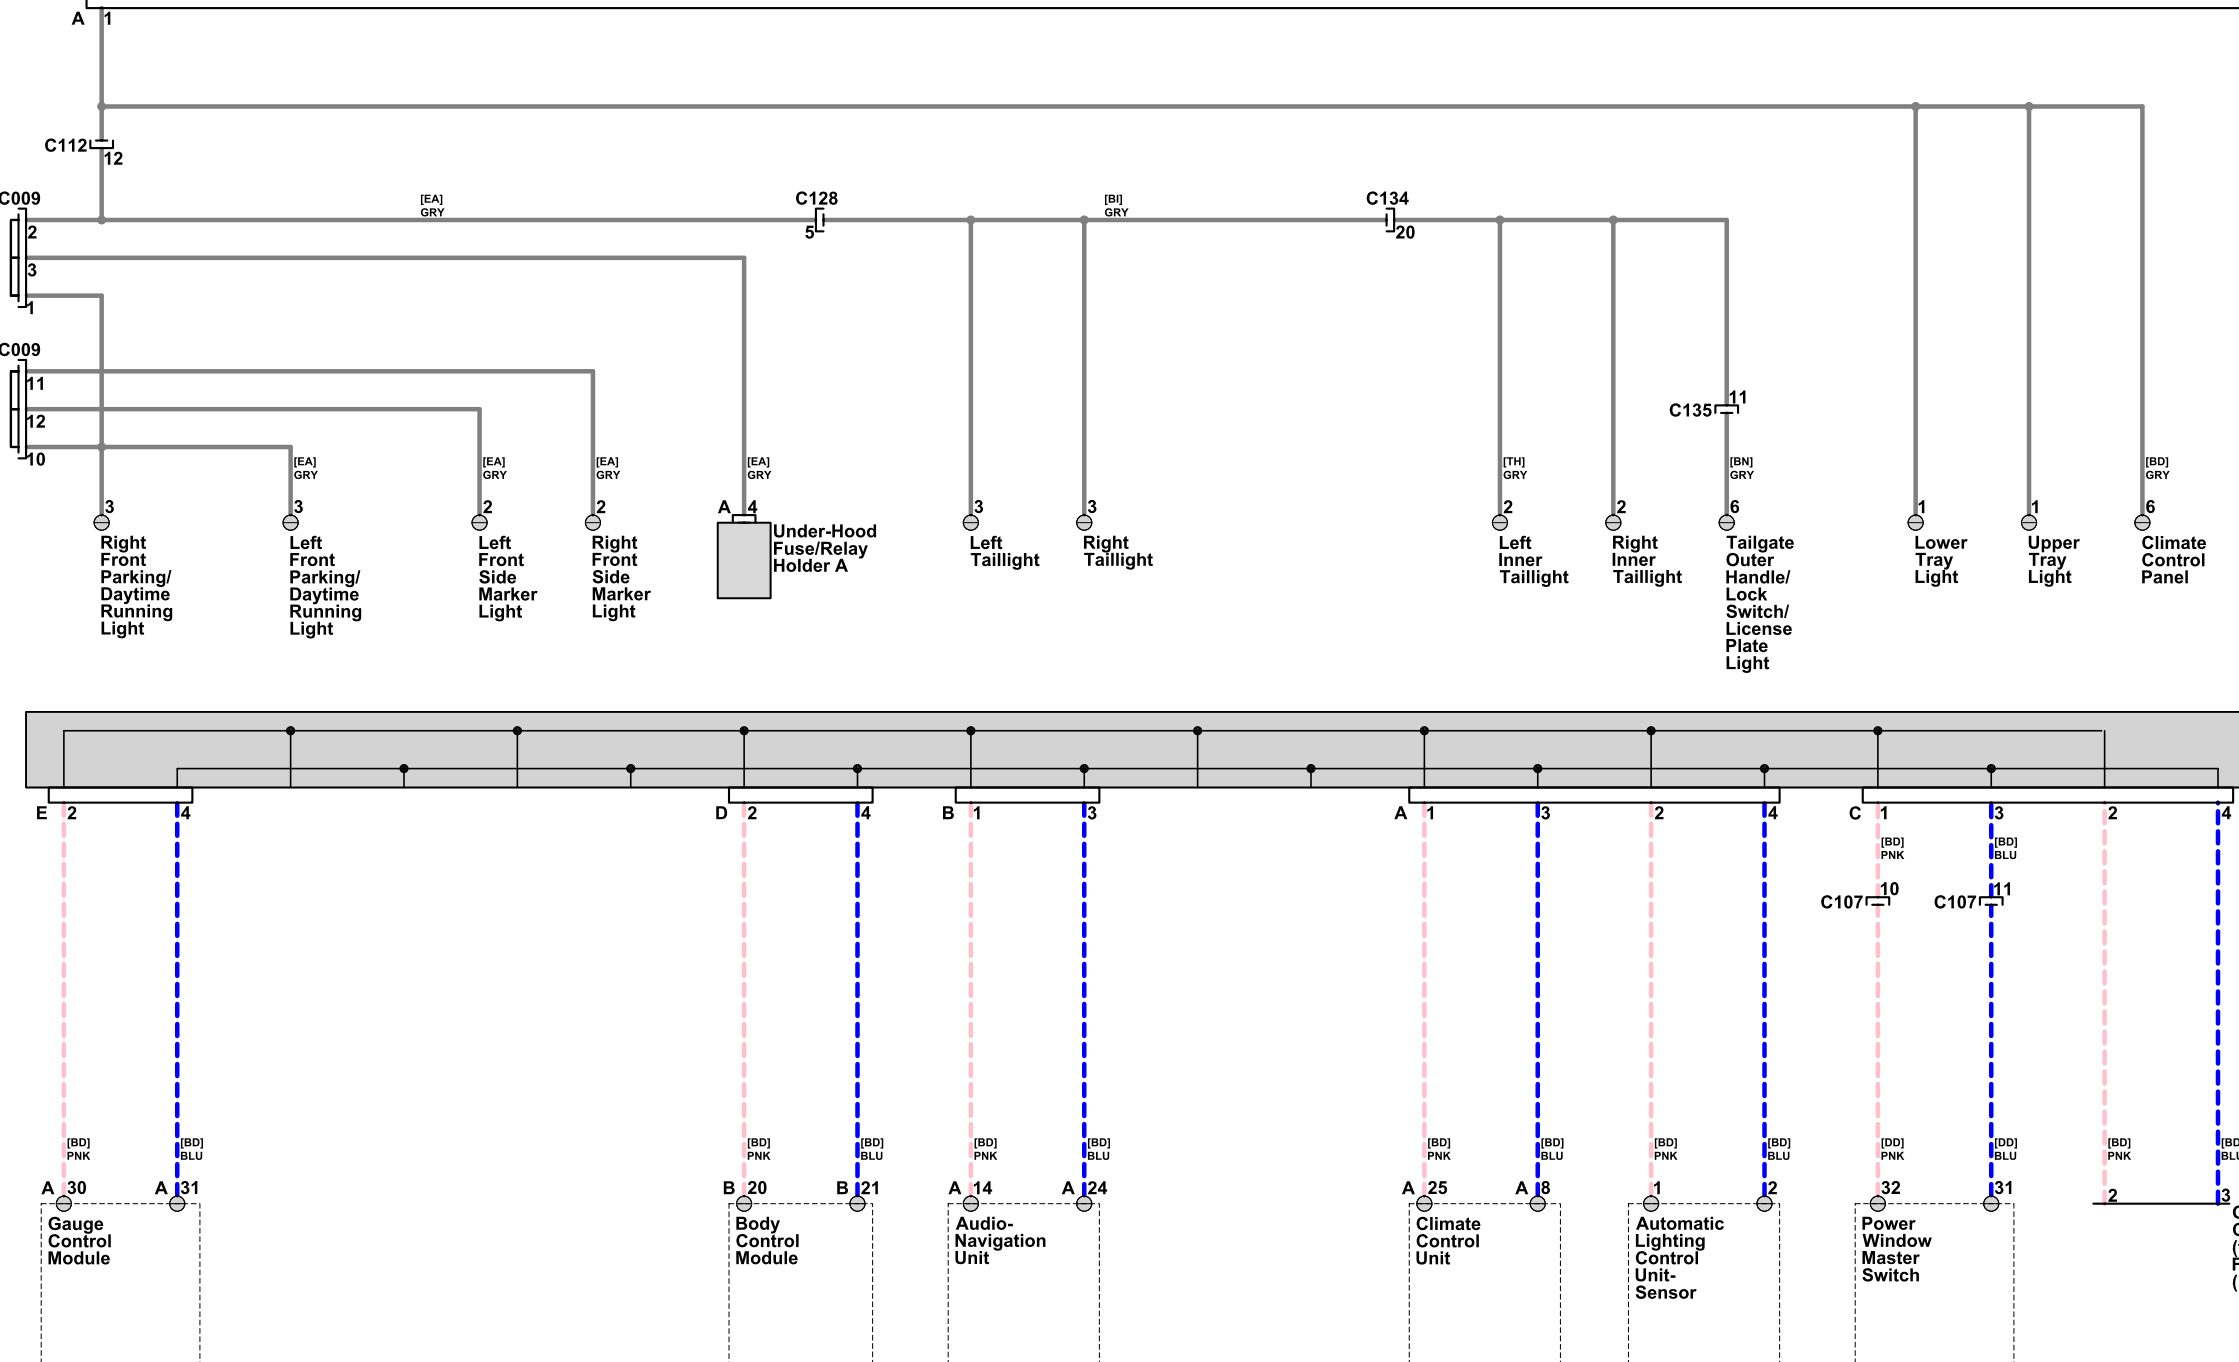 A 1
C112
12
C009
[EA]
GRY
C128
[BI]
GRY
C134
2
5
20
3
1
C009
11
12
10
11
C135
[EA]
GRY
[EA]
GRY
[EA]
GRY
[EA]
GRY
[TH]
GRY
[BN]
GRY
[BD]
GRY
3
3
2
2
A 4
3
3
2
2
6
1
1
6
Right
Front
Parking/
Daytime
Running
Light
Left
Front
Parking/
Daytime
Running
Light
Left
Front
Side
Marker
Light
Right
Front
Side
Marker
Light
Under-Hood
Fuse/Relay
Holder A
Left
Taillight
Right
Taillight
Left
Inner
Taillight
Right
Inner
Taillight
Tailgate
Outer
Handle/
Lock
Switch/
License
Plate
Light
Lower
Tray
Light
Upper
Tray
Light
Climate
Control
Panel
E 2 4
D 2 4
B 1 3
A 1 3 2 4
C 1 3 2 4
[BD]
PNK
[BD]
BLU
C107 10
C107 11
[BD]
PNK
[BD]
BLU
[BD]
PNK
[BD]
BLU
[BD]
PNK
[BD]
BLU
[BD]
PNK
[BD]
BLU
[BD]
PNK
[BD]
BLU
[DD]
PNK
[DD]
BLU
[BD]
PNK
[BD
BLU
A 30
A 31
B 20
B 21
A 14
A 24
A 25
A 8
1
2
32
31
2
3
Gauge
Control
Module
Body
Control
Module
Audio-
Navigation
Unit
Climate
Control
Unit
Automatic
Lighting
Control
Unit-
Sensor
Power
Window
Master
Switch